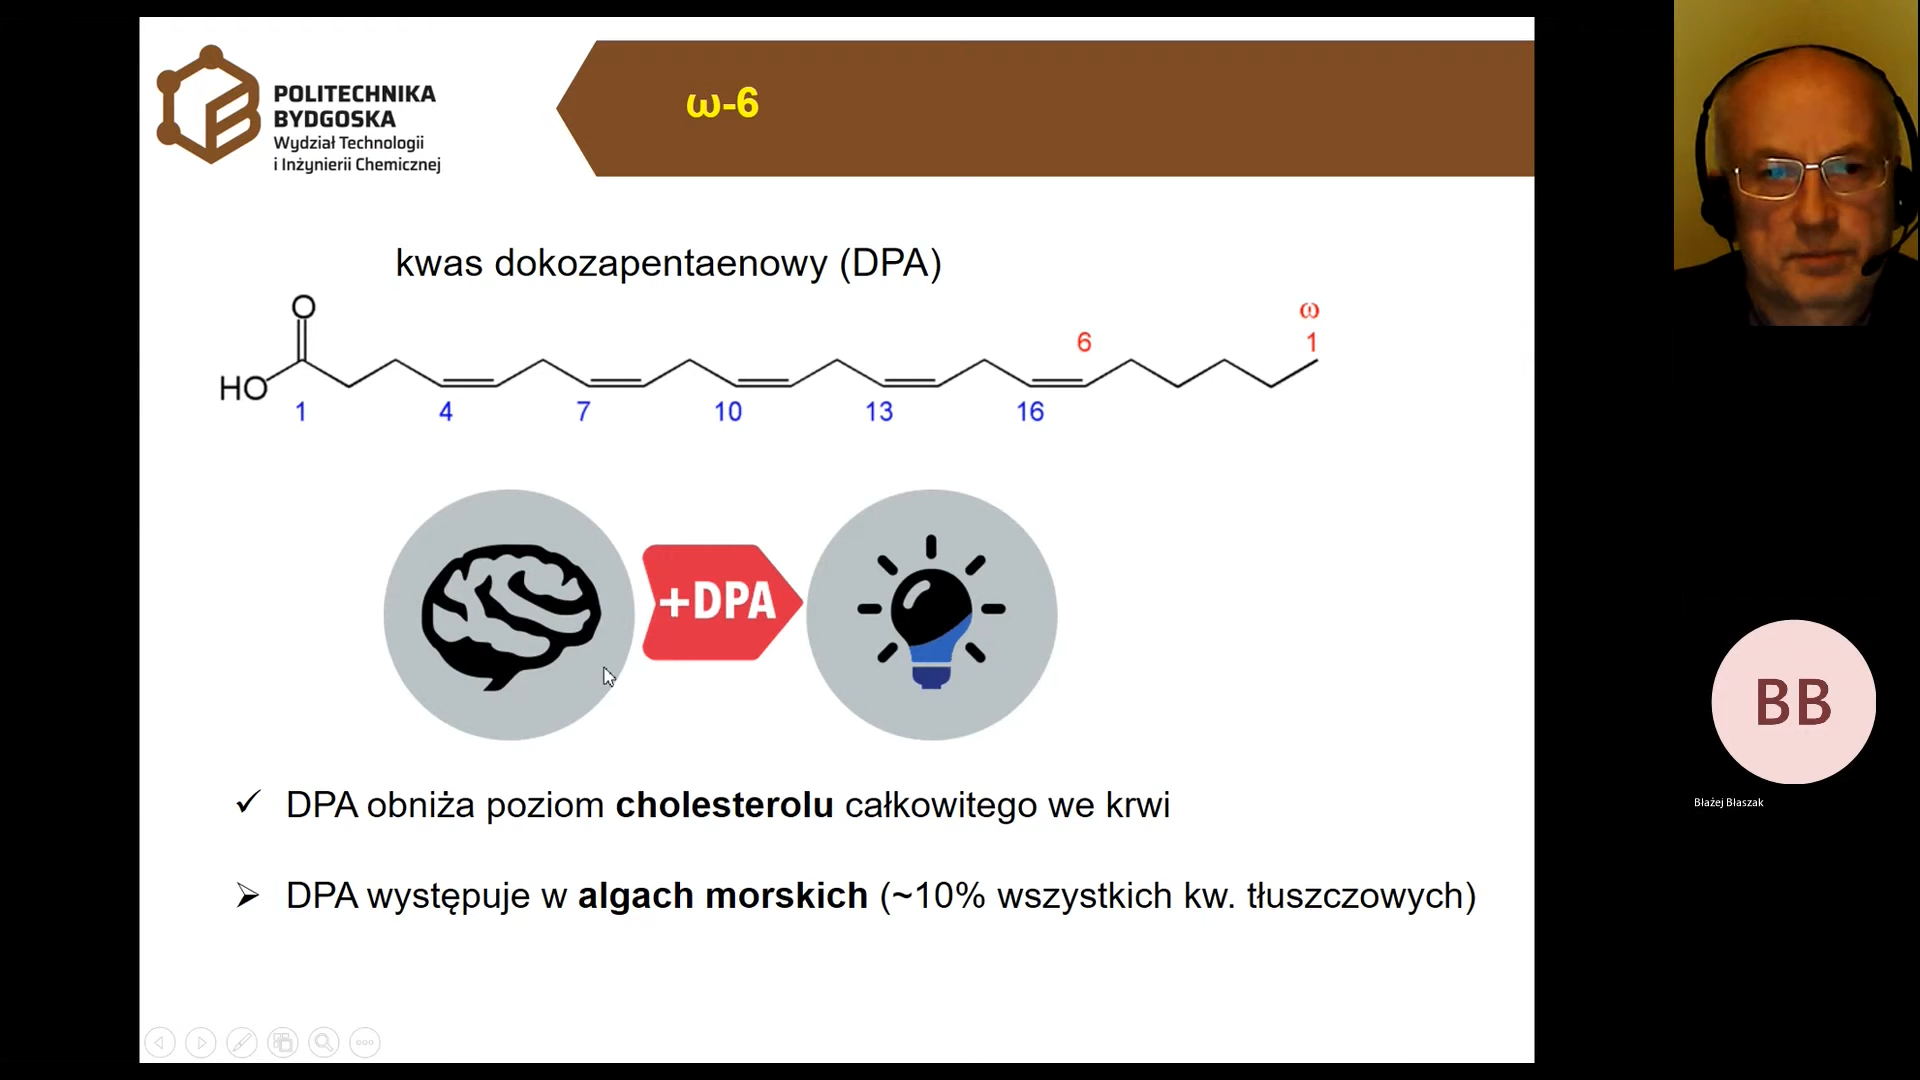 POLITECHNIKA
BYDGOSKA
Wydział Technologii
i Inżynierii Chemicznej
ω-6
kwas dokozapentaenowy (DPA)
O
HO
ω
6
1
1
4
7
10
13
16
+DPA
DPA obniża poziom cholesterolu całkowitego we krwi
DPA występuje w algach morskich (~10% wszystkich kw. tłuszczowych)
BB
Błażej Błaszak